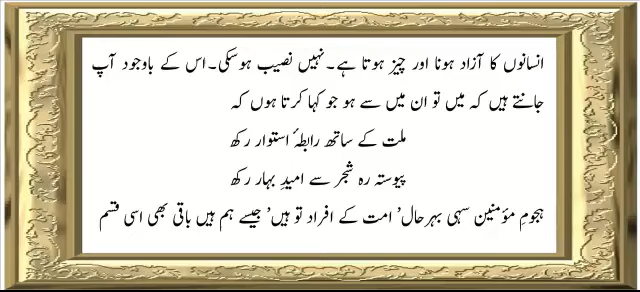 انسانوں کا آزاد ہونا اور چیز ہوتا ہے۔نہیں نصیب ہوسکی۔اس کے باوجود آپ
جانتے ہیں کہ میں تو ان میں سے ہو جو کہا کرتا ہوں کہ
ملت کے ساتھ رابطۂ استوار رکھ
پیوستہ رہ شجر سے امیدِ بہار رکھ
ہجومِ مؤمنین سہی بہرحال’ امت کے افراد تو ہیں’ جیسے ہم ہیں باقی بھی اسی قسم